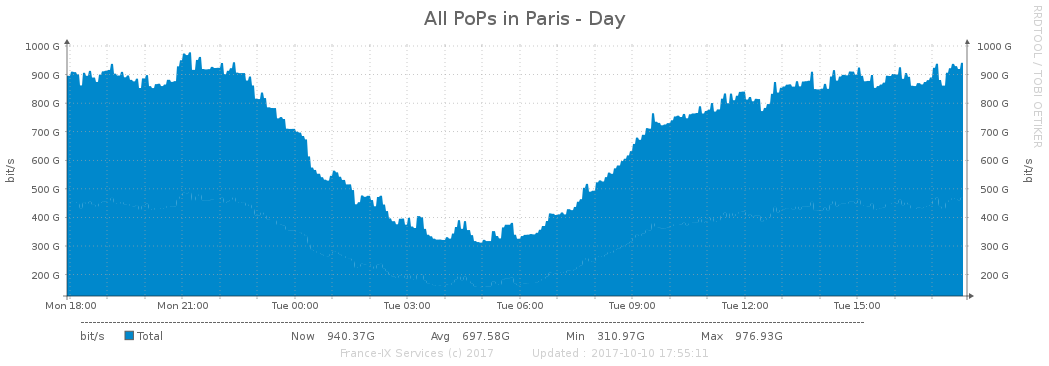 All PoPs in Paris - Day
RRDTOOL / TOBI OETIKER
1000 G 1000 G
900 G 900 G
800 G 800 G
700 G 700 G
600 G 600 G
500 G 500 G
400 G 400 G
300 G 300 G
200 G 200 G
bit/s bit/s
Mon 18:00 Mon 21:00 Tue 00:00 Tue 03:00 Tue 06:00 Tue 09:00 Tue 12:00 Tue 15:00
bit/s Total Now 940.37G Avg 697.58G Min 310.97G Max 976.93G
France-IX Services (c) 2017 Updated : 2017-10-10 17:55:11